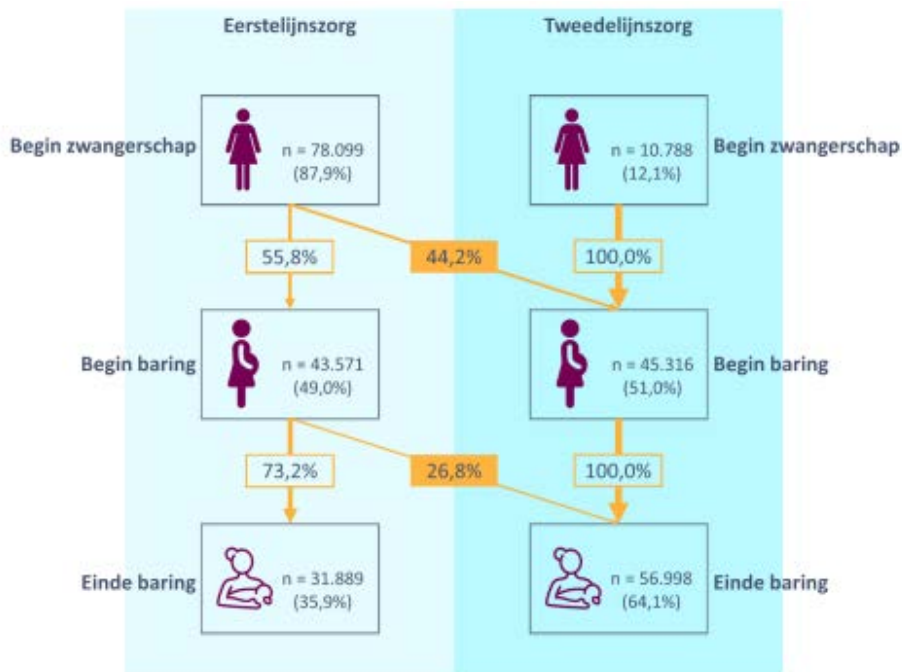 Eerstelijnszorg
Tweedelijnszorg
Begin zwangerschap
n = 78.099
(87,9%)
n = 10.788
(12,1%)
Begin zwangerschap
55,8%
44,2%
100,0%
Begin baring
n = 43.571
(49,0%)
n = 45.316
(51,0%)
Begin baring
73,2%
26,8%
100,0%
Einde baring
n = 31.889
(35,9%)
n = 56.998
(64,1%)
Einde baring